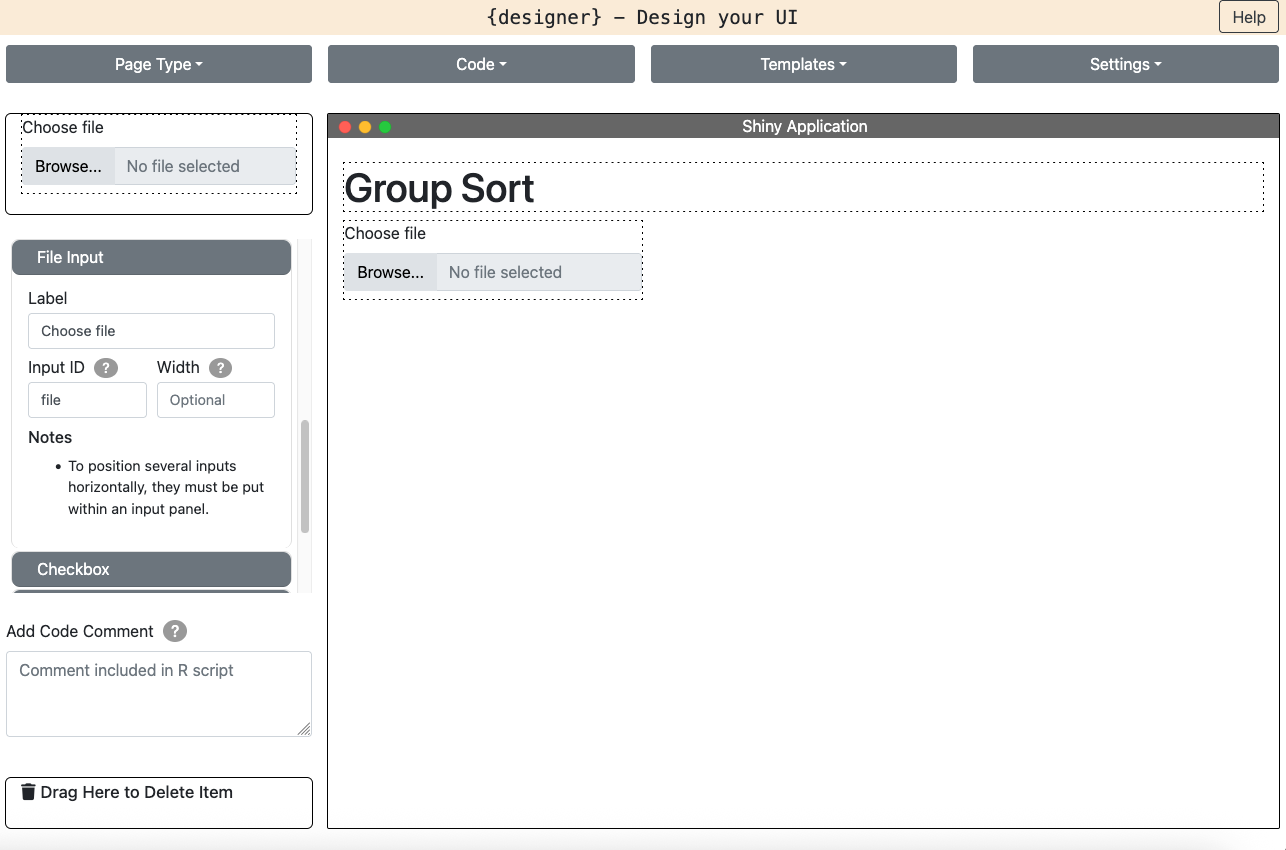 {designer} – Design your UI
Help
Page Type
Code
Templates
Settings
Choose file
Browse...
No file selected
File Input
Label
Choose file
Input ID ?
Width ?
file
Optional
Notes
• To position several inputs
horizontally, they must be put
within an input panel.
Checkbox
Add Code Comment ?
Comment included in R script
Drag Here to Delete Item
Shiny Application
Group Sort
Choose file
Browse...
No file selected